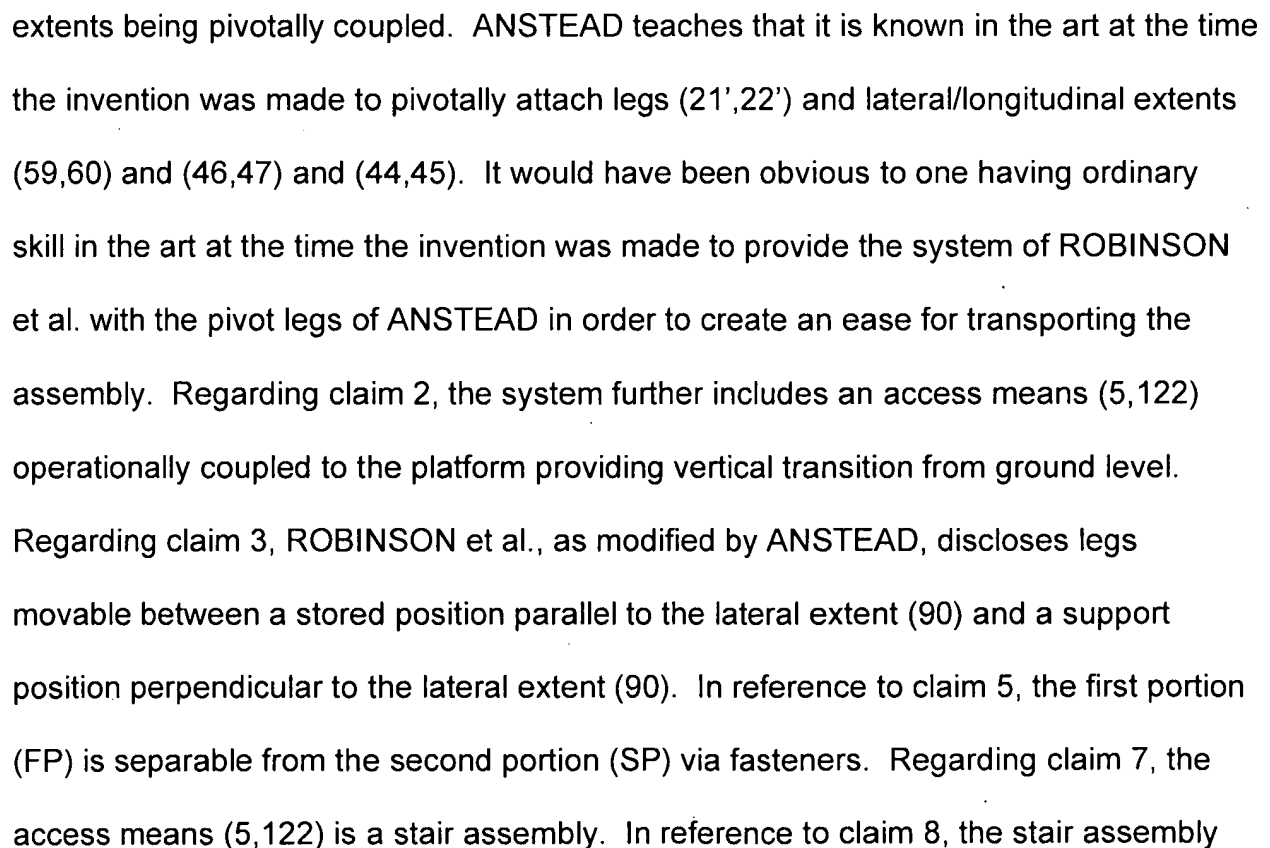 extents being pivotally coupled. ANSTEAD teaches that it is known in the art at the time
the invention was made to pivotally attach legs (21',22') and lateral/longitudinal extents
(59,60) and (46,47) and (44,45). It would have been obvious to one having ordinary
skill in the art at the time the invention was made to provide the system of ROBINSON
et al. with the pivot legs of ANSTEAD in order to create an ease for transporting the
assembly. Regarding claim 2, the system further includes an access means (5,122)
operationally coupled to the platform providing vertical transition from ground level.
Regarding claim 3, ROBINSON et al., as modified by ANSTEAD, discloses legs
movable between a stored position parallel to the lateral extent (90) and a support
position perpendicular to the lateral extent (90). In reference to claim 5, the first portion
(FP) is separable from the second portion (SP) via fasteners. Regarding claim 7, the
access means (5,122) is a stair assembly. In reference to claim 8, the stair assembly